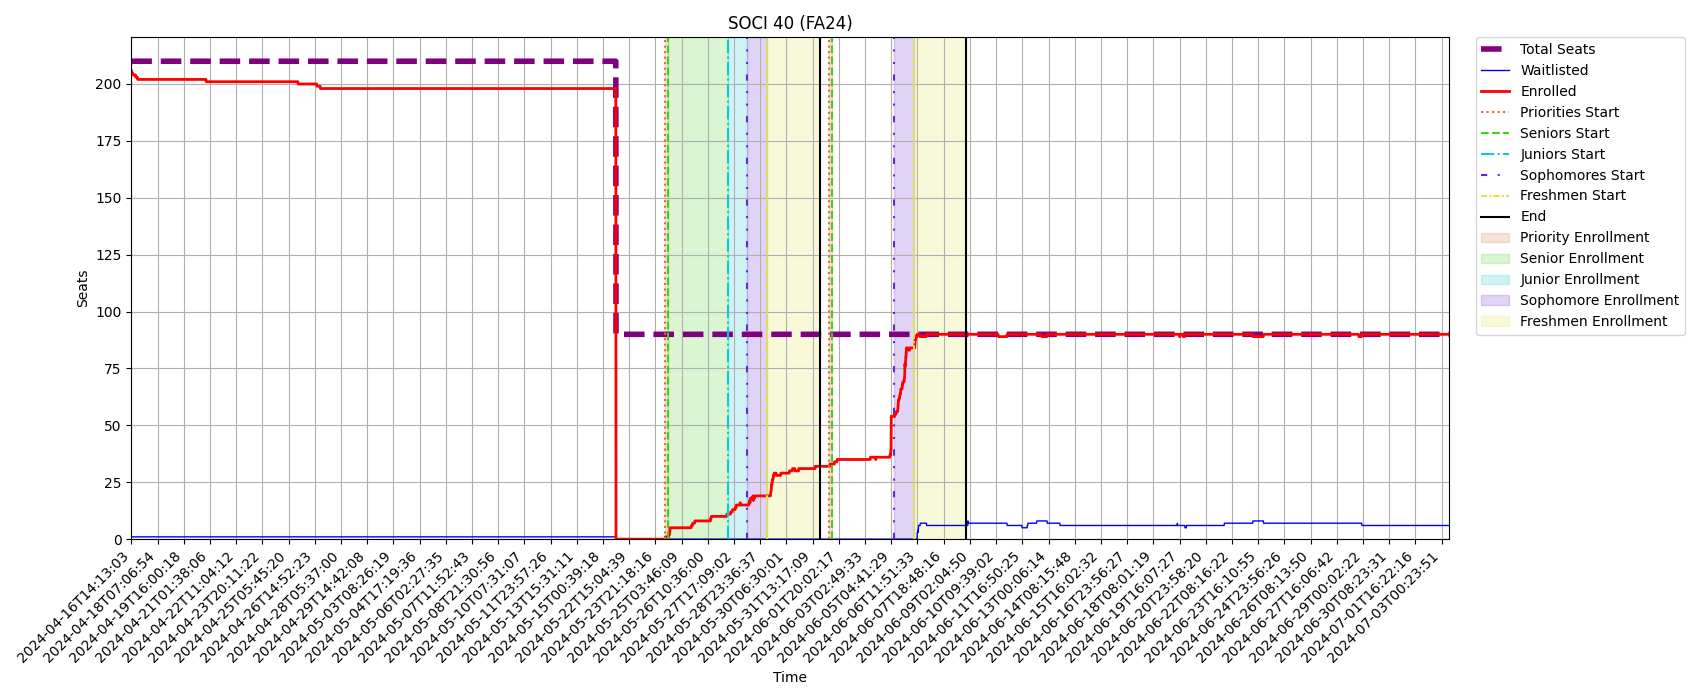 SOCI 40 (FA24)
Seats
200
175
150
125
100
75
50
25
0
2024-04-16T14:13:03
2024-04-18T07:06:54
2024-04-19T16:00:18
2024-04-21T01:38:06
2024-04-22T11:04:12
2024-04-23T20:11:22
2024-04-25T05:45:20
2024-04-26T14:52:23
2024-04-28T05:37:00
2024-04-29T14:42:08
2024-05-03T08:26:19
2024-05-04T17:19:36
2024-05-06T02:27:35
2024-05-07T11:52:43
2024-05-08T21:30:56
2024-05-10T07:31:07
2024-05-11T23:57:26
2024-05-13T15:31:11
2024-05-15T00:39:18
2024-05-22T15:04:39
2024-05-23T21:18:16
2024-05-25T03:46:09
2024-05-26T10:36:00
2024-05-27T17:09:02
2024-05-28T23:36:37
2024-05-30T06:30:01
2024-05-31T13:17:09
2024-06-01T20:02:17
2024-06-03T02:49:33
2024-06-05T04:41:29
2024-06-06T11:51:33
2024-06-07T18:48:16
2024-06-09T02:04:50
2024-06-10T09:39:02
2024-06-11T16:50:25
2024-06-13T00:06:14
2024-06-14T08:15:48
2024-06-15T16:02:32
2024-06-16T23:56:27
2024-06-18T08:01:19
2024-06-19T16:07:27
2024-06-20T23:58:20
2024-06-22T08:16:22
2024-06-23T16:10:55
2024-06-24T23:56:26
2024-06-26T08:13:50
2024-06-27T16:06:42
2024-06-29T00:02:22
2024-06-30T08:23:31
2024-07-01T16:22:16
2024-07-03T00:23:51
Time
Total Seats
Waitlisted
Enrolled
Priorities Start
Seniors Start
Juniors Start
Sophomores Start
Freshmen Start
End
Priority Enrollment
Senior Enrollment
Junior Enrollment
Sophomore Enrollment
Freshmen Enrollment